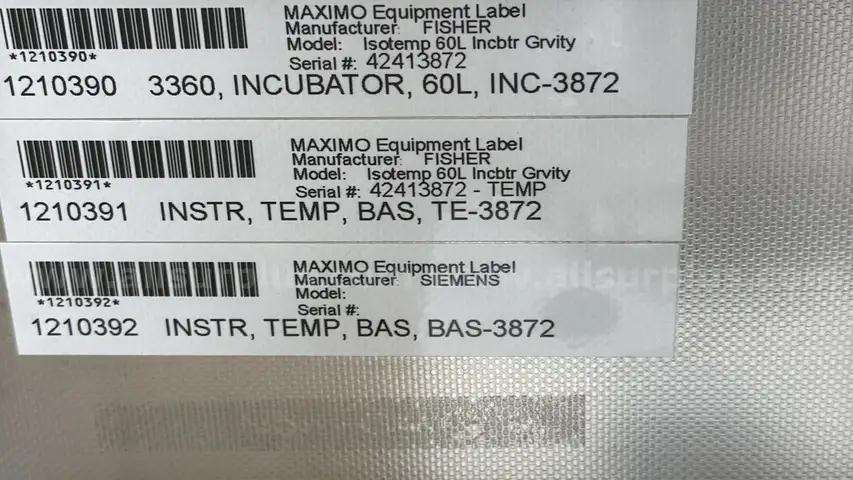 MAXIMO Equipment Label
Manufacturer: FISHER
Model: Isotemp 60L Incbtr Grvity
Serial #: 42413872
*1210390*
1210390 3360, INCUBATOR, 60L, INC-3872
MAXIMO Equipment Label
Manufacturer: FISHER
Model: Isotemp 60L Incbtr Grvity
Serial #: 42413872 - TEMP
*1210391*
1210391 INSTR, TEMP, BAS, TE-3872
MAXIMO Equipment Label
Manufacturer: SIEMENS
Model:
Serial #:
*1210392*
1210392 INSTR, TEMP, BAS, BAS-3872